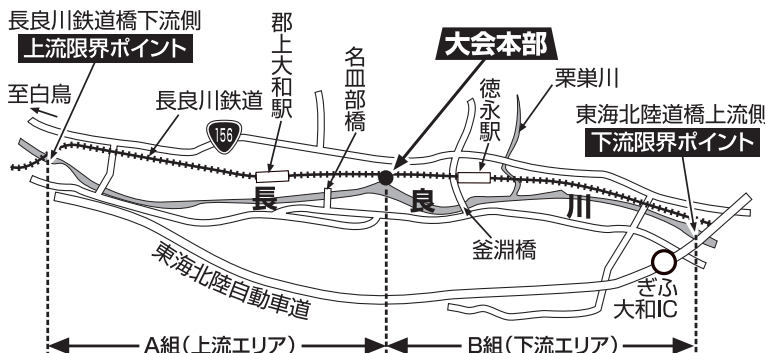 長良川鉄道橋下流側
上流限界ポイント
至白鳥
長良川鉄道
156
郡上大和駅
名皿部橋
大会本部
徳永駅
栗巣川
東海北陸道橋上流側
下流限界ポイント
長良川
釜淵橋
東海北陸自動車道
ぎふ
大和IC
A組(上流エリア)
B組(下流エリア)